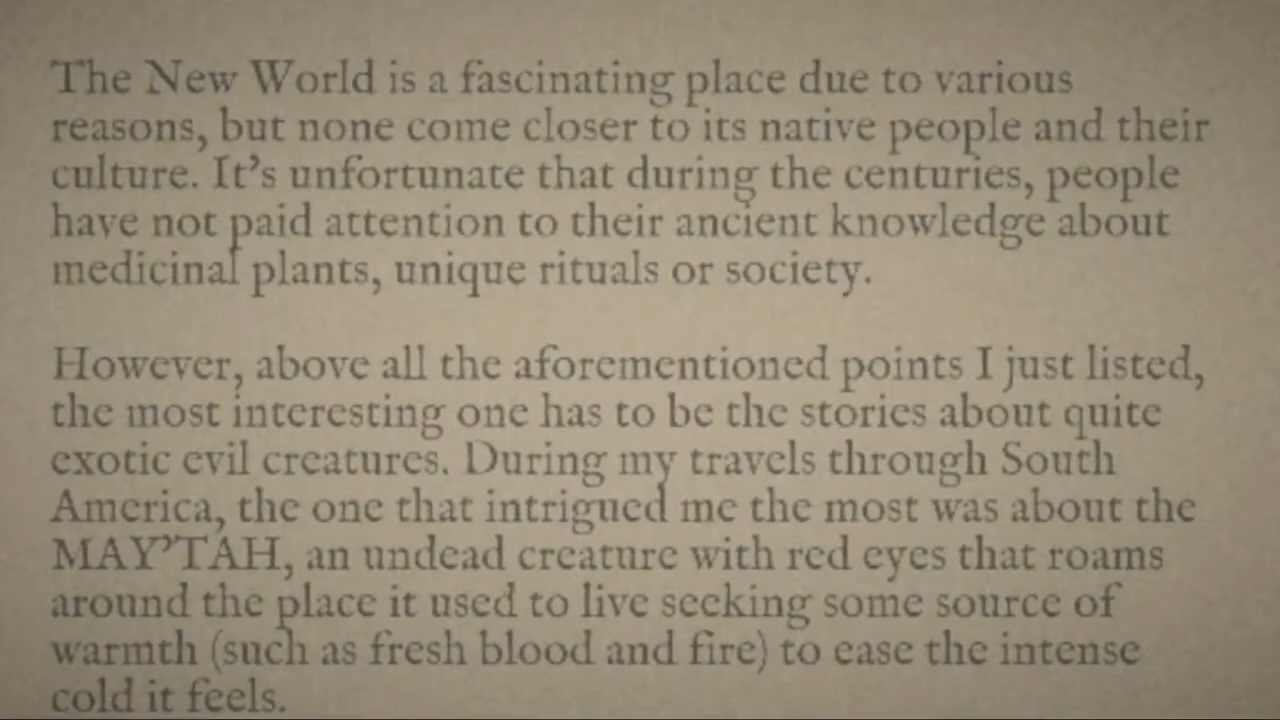 The New World is a fascinating place due to various
reasons, but none come closer to its native people and their
culture. It's unfortunate that during the centuries, people
have not paid attention to their ancient knowledge about
medicinal plants, unique rituals or society.
However, above all the aforementioned points I just listed,
the most interesting one has to be the stories about quite
exotic evil creatures. During my travels through South
America, the one that intrigued me the most was about the
MAY'TAH, an undead creature with red eyes that roams
around the place it used to live seeking some source of
warmth (such as fresh blood and fire) to ease the intense
cold it feels.